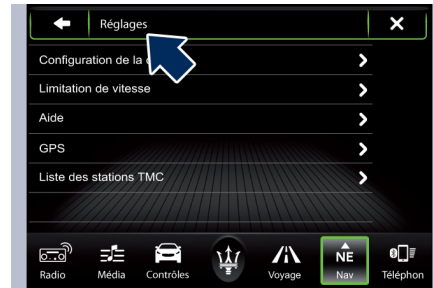 Réglages
Configuration de la
Limitation de vitesse
Aide
GPS
Liste des stations TMC
Radio
Média
Contrôles
Voyage
NE
Nav
Téléphon